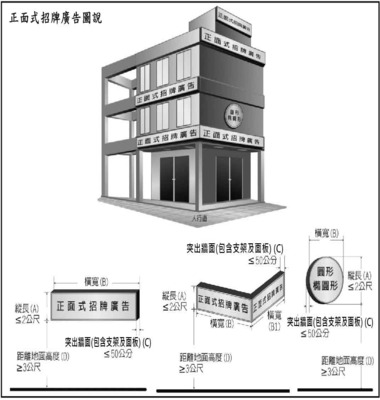 正面式招牌廣告圖說
正面式招牌廣告
正面式招牌廣告
正面式招牌廣告
圓形
橢圓形
正面式招牌廣告
正面式招牌廣告
人行道
橫寬(B)
縱長(A)
≤2公尺
正面式招牌廣告
突出牆面(包含支架及面板)(C)
≤50公分
距離地面高度(D)
≥3公尺
突出牆面(包含支架及面板)(C)
≤50公分
縱長(A)
≤2公尺
正面式招牌廣告
正面式招牌廣告
橫寬(B)
橫寬
(B1)
距離地面高度(D)
≥3公尺
橫寬(B)
圓形
橢圓形
縱長(A)
≤2公尺
突出牆面(包含支架及面板)(C)
≤50公分
距離地面高度(D)
≥3公尺